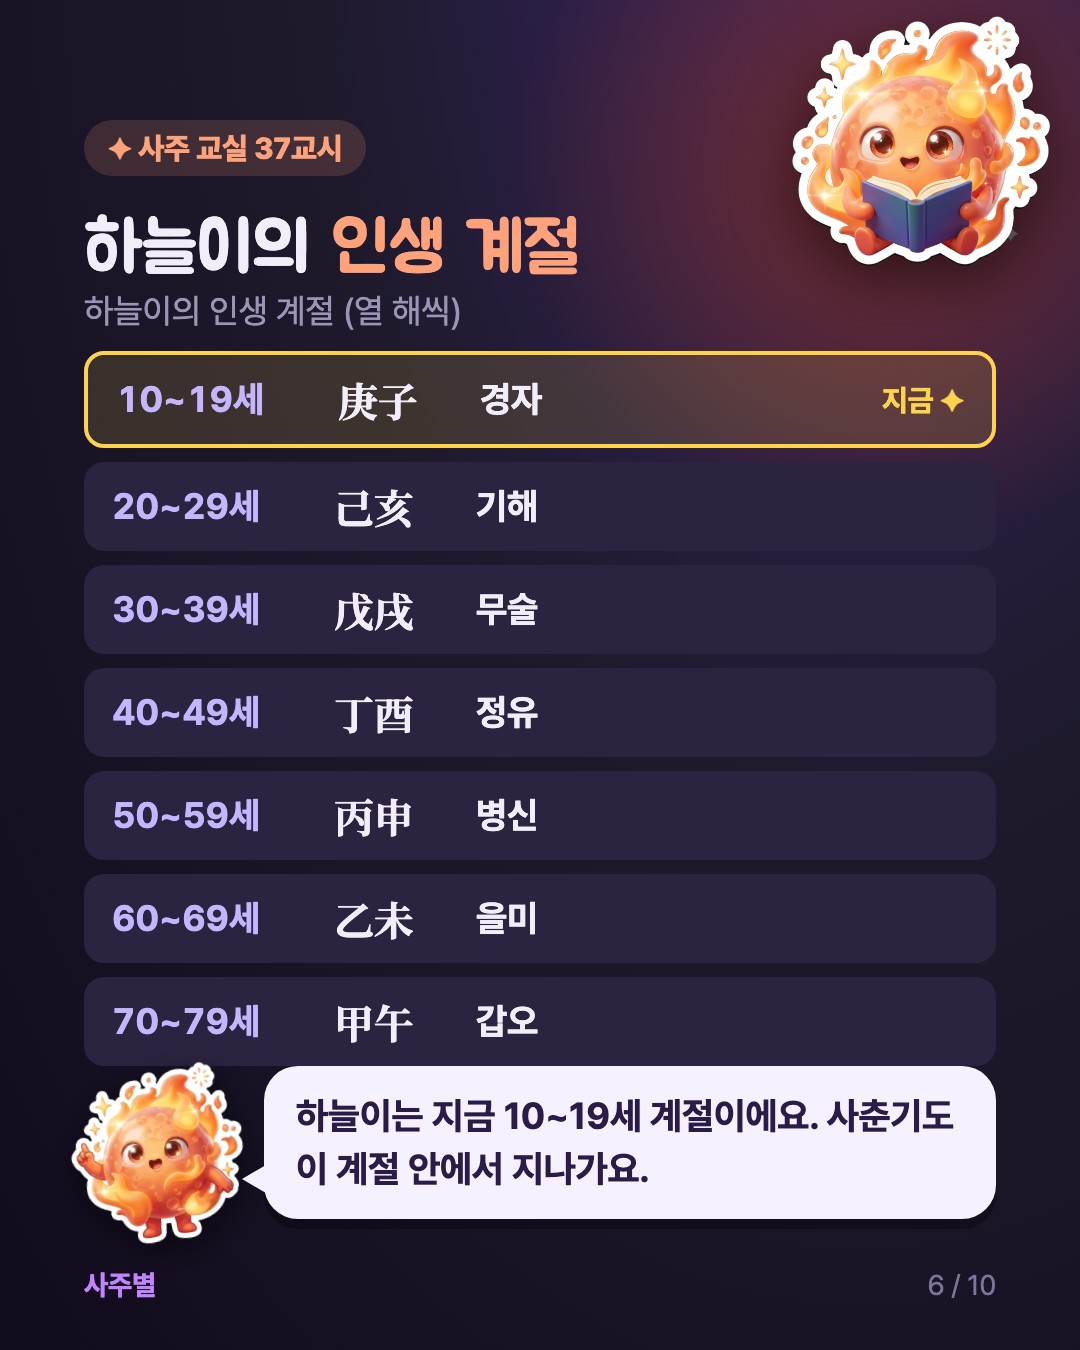 ✦ 사주 교실 37교시
하늘이의 인생 계절
하늘이의 인생 계절 (열 해씩)
10~19세 庚子 경자 지금 ✦
20~29세 己亥 기해
30~39세 戊戌 무술
40~49세 丁酉 정유
50~59세 丙申 병신
60~69세 乙未 을미
70~79세 甲午 갑오
하늘이는 지금 10~19세 계절이에요. 사춘기도
이 계절 안에서 지나가요.
사주별
6 / 10